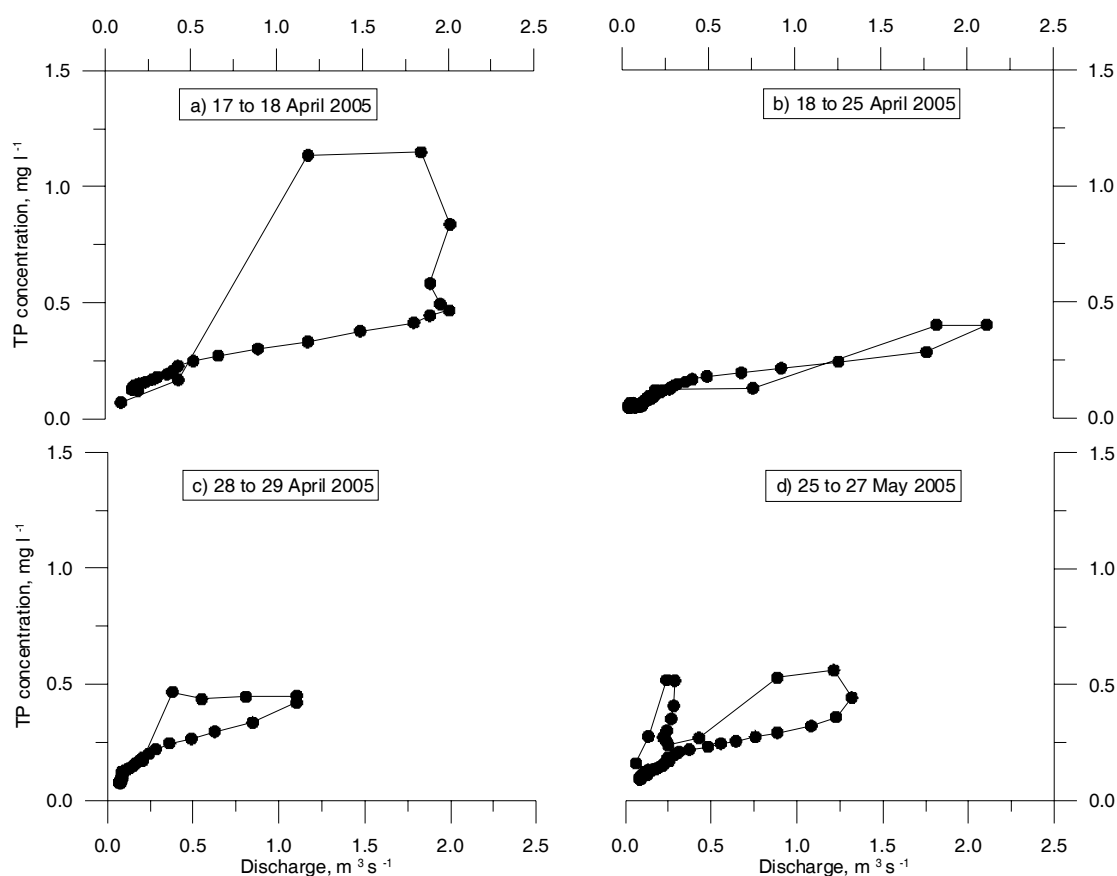 0.0 0.5 1.0 1.5 2.0 2.5
0.0 0.5 1.0 1.5 2.0 2.5
1.5
1.0
0.5
0.0
TP concentration, mg l -1
a) 17 to 18 April 2005
b) 18 to 25 April 2005
1.5
1.0
0.5
0.0
1.5
1.0
0.5
0.0
TP concentration, mg l -1
c) 28 to 29 April 2005
d) 25 to 27 May 2005
1.5
1.0
0.5
0.0
0.0 0.5 1.0 1.5 2.0 2.5
Discharge, m 3 s -1
0.0 0.5 1.0 1.5 2.0 2.5
Discharge, m 3 s -1